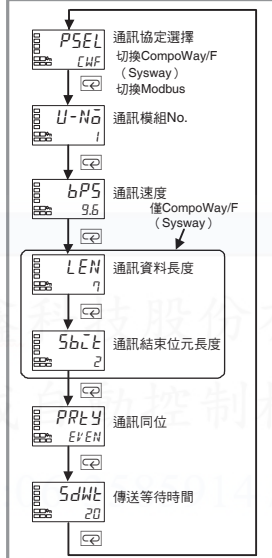 PSEL
CWF
通訊協定選擇
切換CompoWay/F
（Sysway）
切換Modbus
U-No
1
通訊模組No.
bPS
9.6
通訊速度
僅CompoWay/F
（Sysway）
LEN
7
通訊資料長度
Sbit
2
通訊結束位元長度
PRtY
EVEN
通訊同位
SdWt
20
傳送等待時間